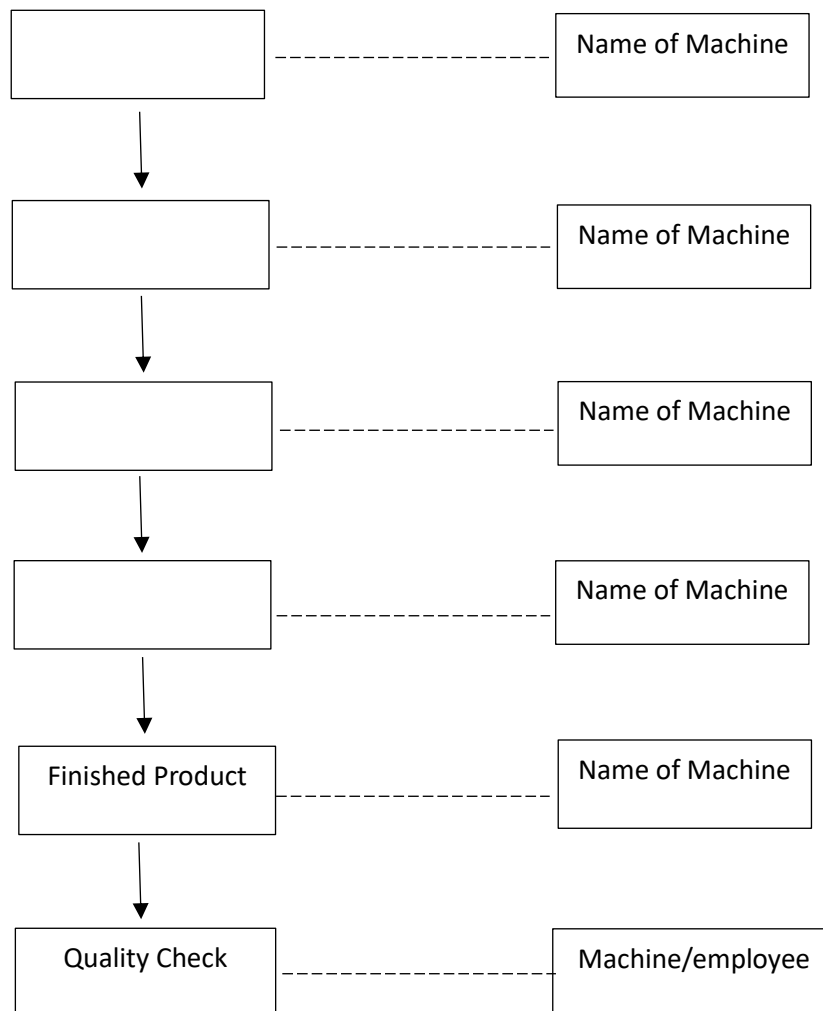 Name of Machine
Name of Machine
Name of Machine
Name of Machine
Finished Product
Name of Machine
Quality Check
Machine/employee